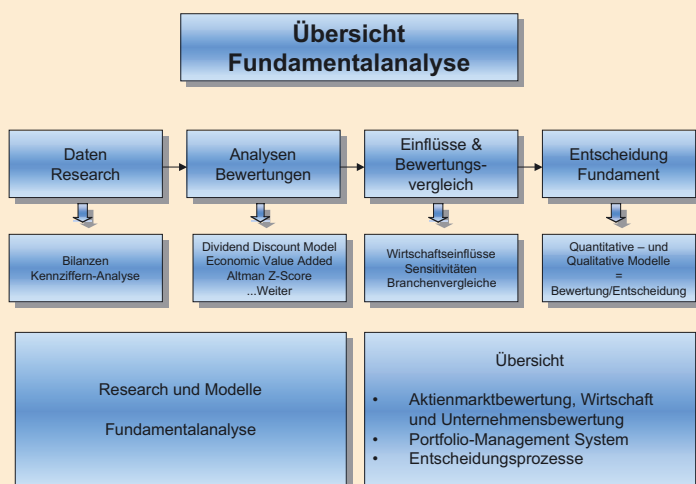 Übersicht
Fundamentalanalyse
Daten
Research
Analysen
Bewertungen
Einflüsse &
Bewertungs-
vergleich
Entscheidung
Fundament
Bilanzen
Kennziffern-Analyse
Dividend Discount Model
Economic Value Added
Altman Z-Score
...Weiter
Wirtschaftseinflüsse
Sensitivitäten
Branchenvergleiche
Quantitative – und
Qualitative Modelle
=
Bewertung/Entscheidung
Research und Modelle
Fundamentalanalyse
Übersicht
• Aktienmarktbewertung, Wirtschaft
und Unternehmensbewertung
• Portfolio-Management System
• Entscheidungsprozesse